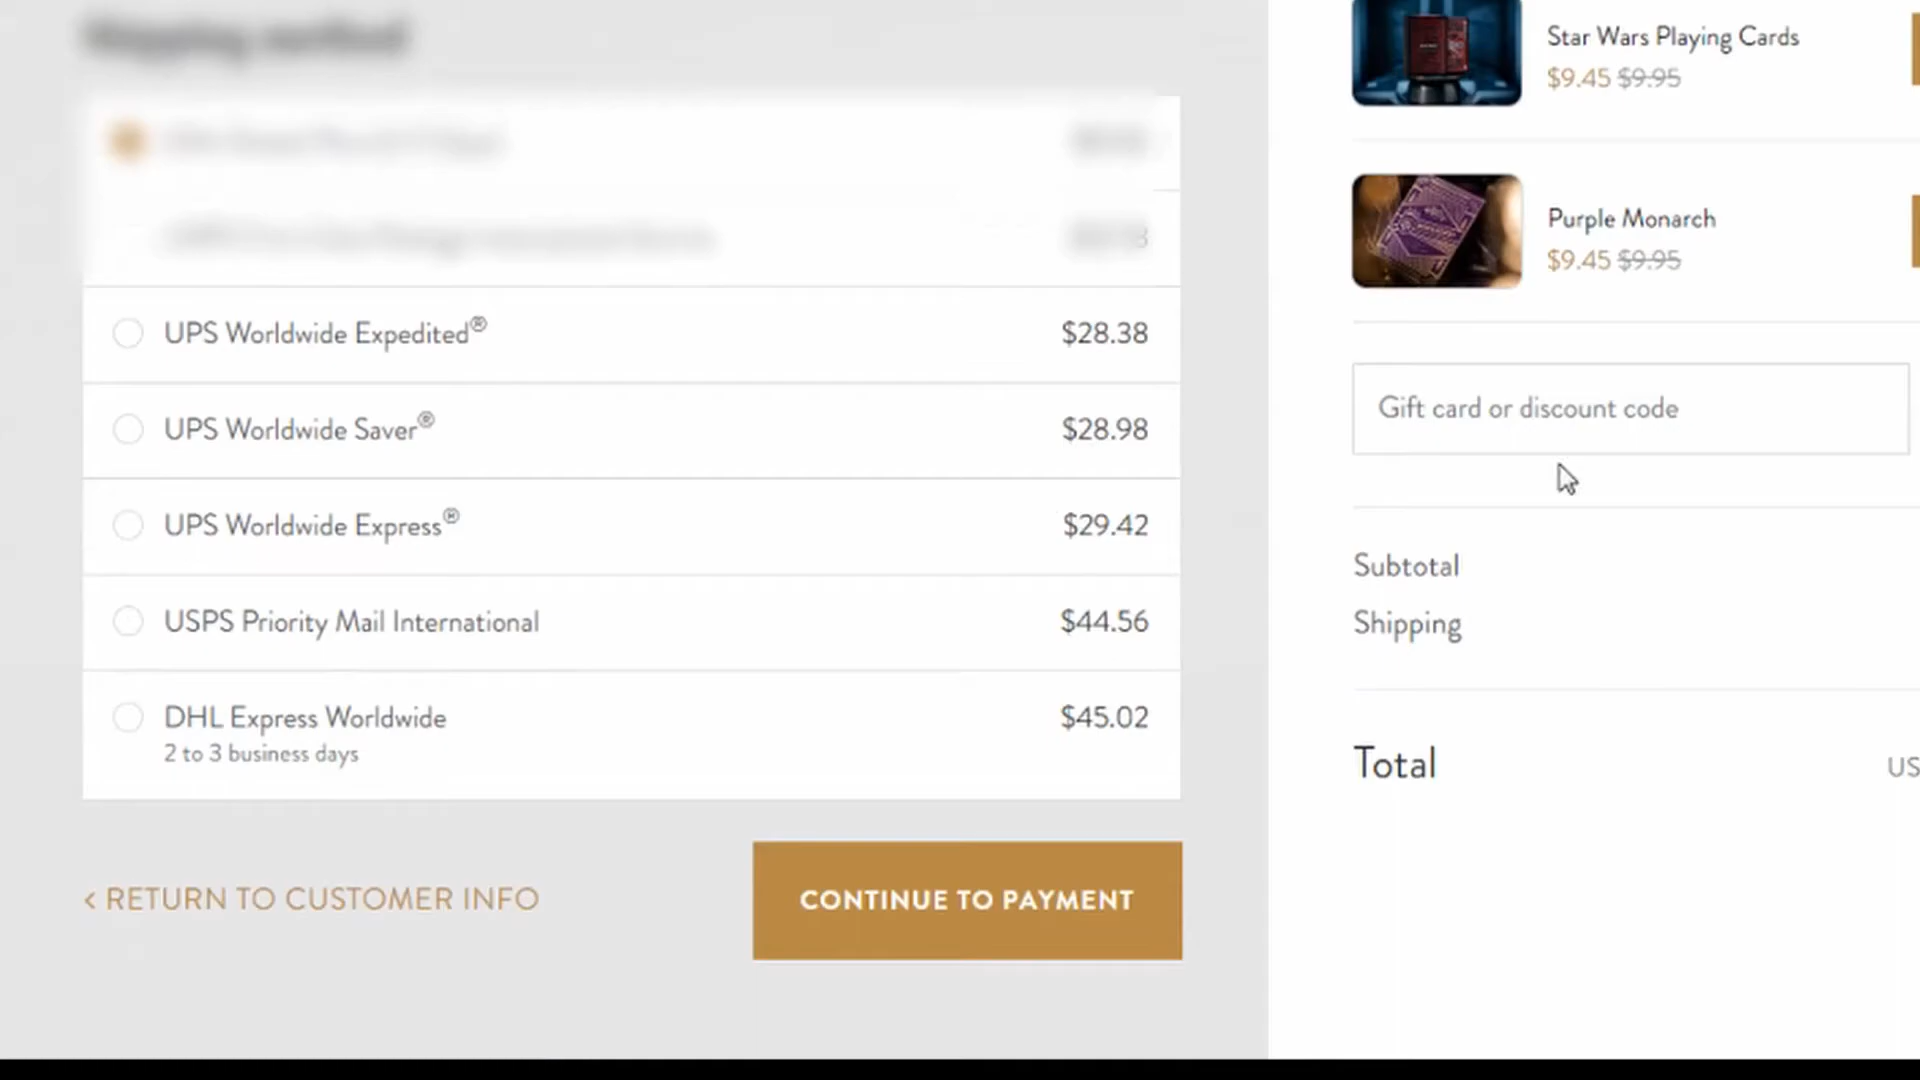 UPS Worldwide Expedited® $28.38
UPS Worldwide Saver® $28.98
UPS Worldwide Express® $29.42
USPS Priority Mail International $44.56
DHL Express Worldwide $45.02
2 to 3 business days
< RETURN TO CUSTOMER INFO
CONTINUE TO PAYMENT
Star Wars Playing Cards
$9.45 $9.95
Purple Monarch
$9.45 $9.95
Gift card or discount code
Subtotal
Shipping
Total